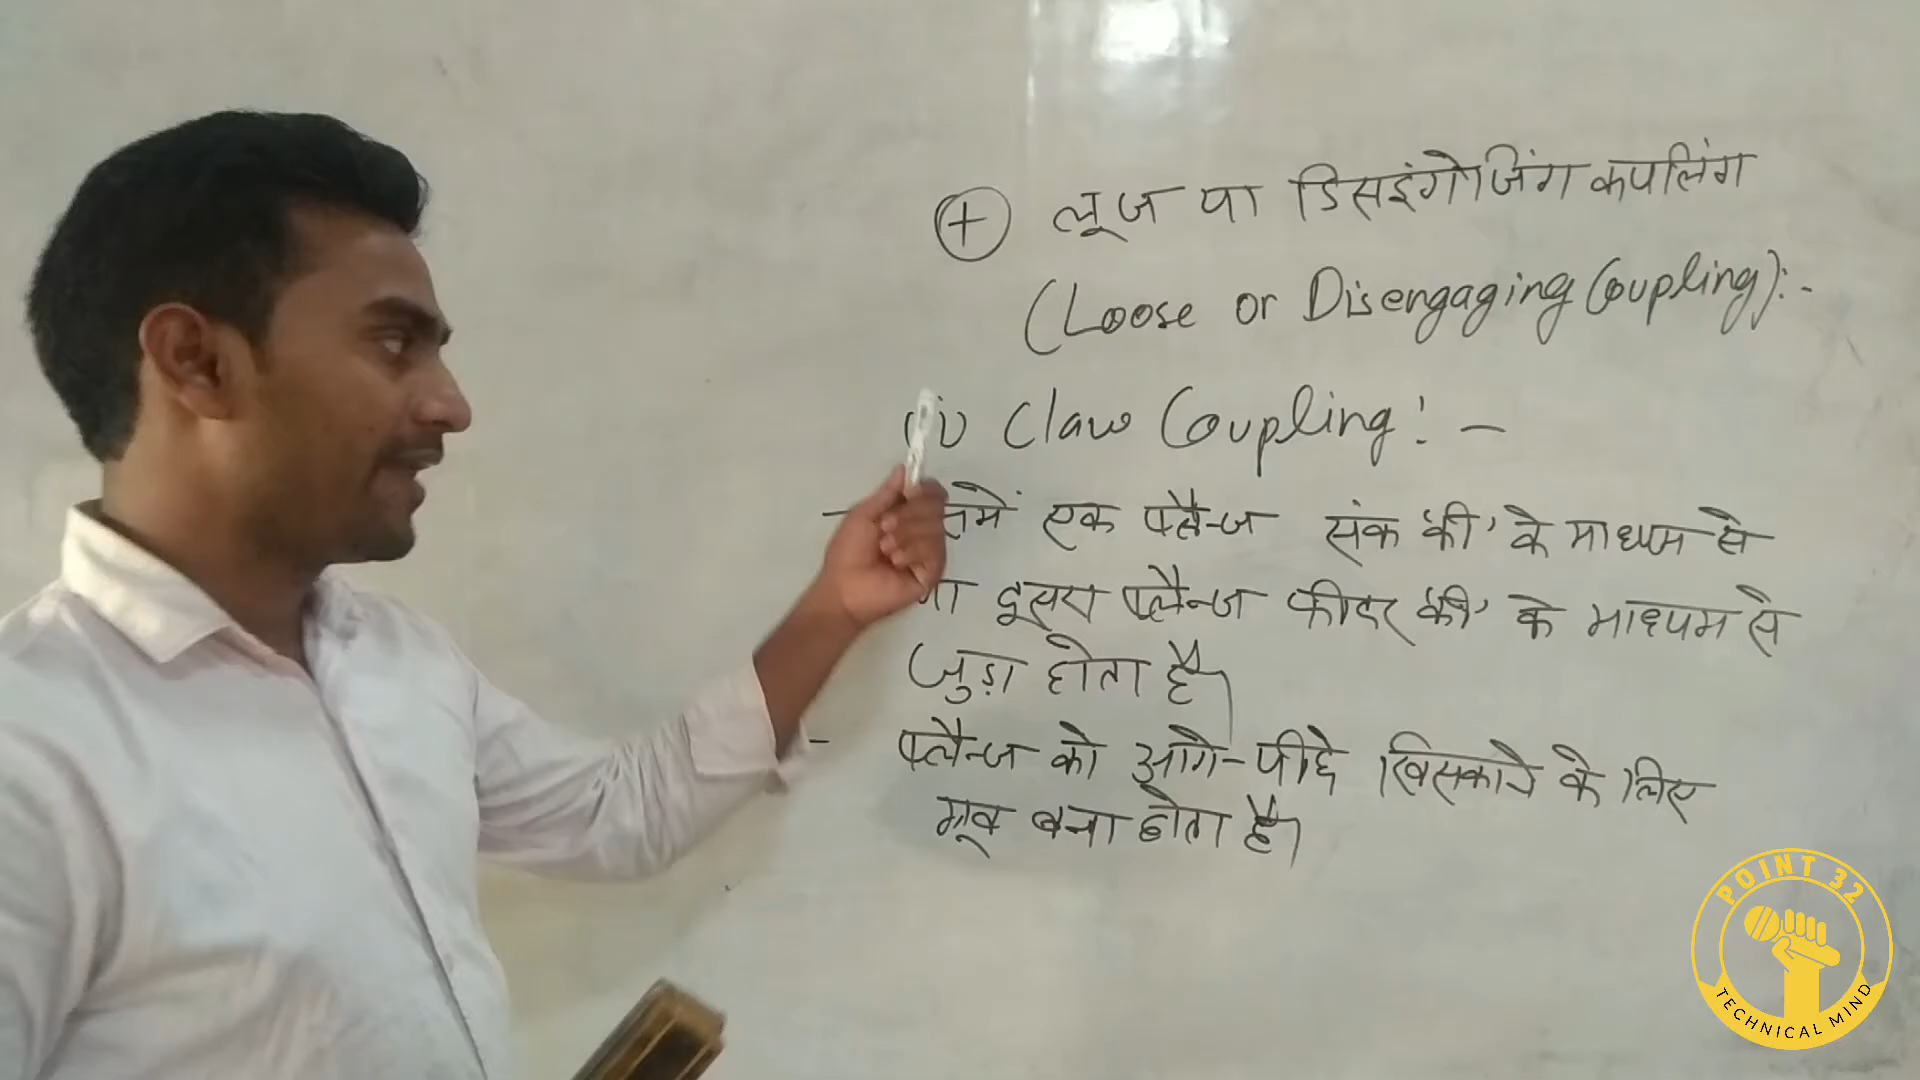 + लूज या डिसइंगेजिंग कपलिंग
(Loose or Disengaging Coupling):-
Claw Coupling:-
- एक फ्लैन्ज संक 'की' के माध्यम से
दूसरा फ्लैन्ज फीदर 'की' के माध्यम से
जुड़ा होता है।
- फ्लैन्ज को आगे-पीछे खिसकाने के लिए
ग्रूव बना होता है।
POINT 32
TECHNICAL MIND